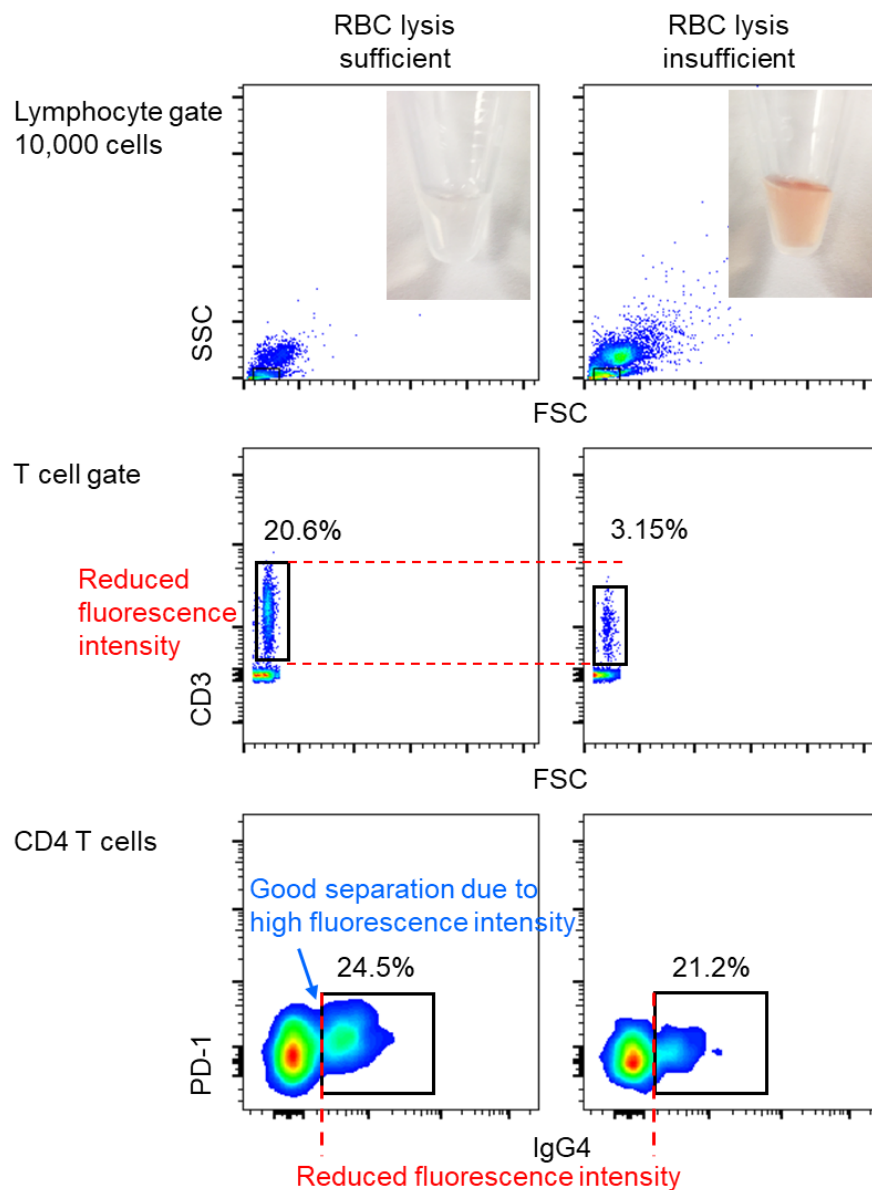 RBC lysis
sufficient
RBC lysis
insufficient
Lymphocyte gate
10,000 cells
SSC
FSC
T cell gate
20.6%
3.15%
Reduced
fluorescence
intensity
CD3
FSC
CD4 T cells
Good separation due to
high fluorescence intensity
24.5%
21.2%
PD-1
IgG4
Reduced fluorescence intensity